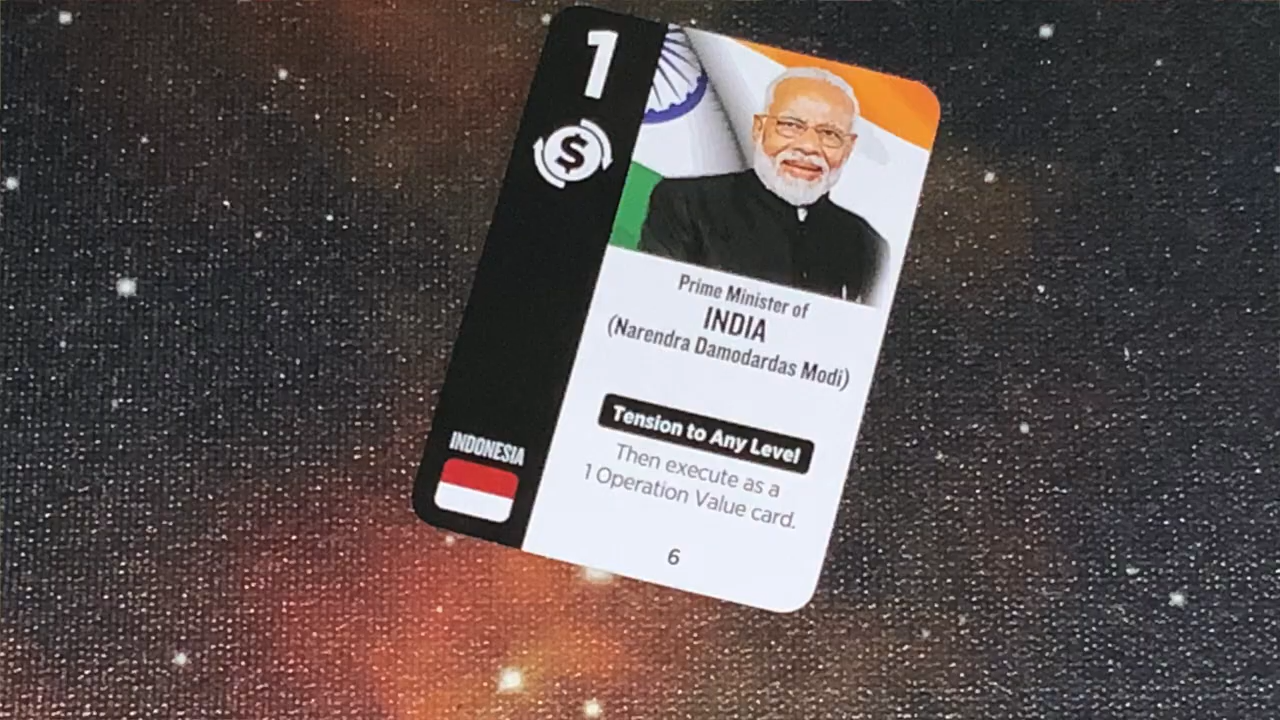 1
$
Prime Minister of
INDIA
(Narendra Damodardas Modi)
Tension to Any Level
Then execute as a
1 Operation Value card.
6
INDONESIA